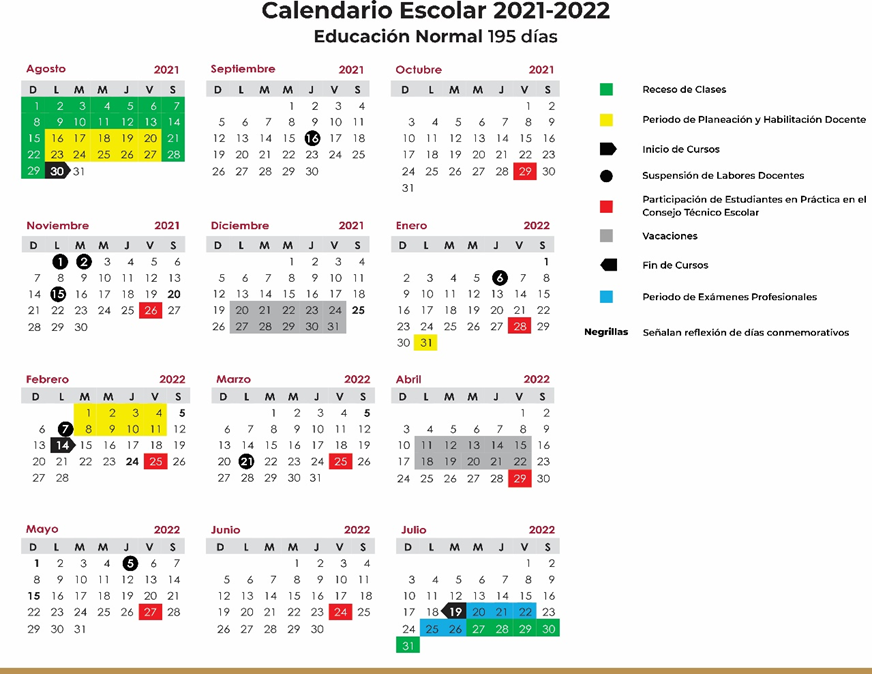 Calendario Escolar 2021-2022
Educación Normal 195 días
Agosto 2021
D L M M J V S
1 2 3 4 5 6 7
8 9 10 11 12 13 14
15 16 17 18 19 20 21
22 23 24 25 26 27 28
29 30 31
Septiembre 2021
D L M M J V S
1 2 3 4
5 6 7 8 9 10 11
12 13 14 15 16 17 18
19 20 21 22 23 24 25
26 27 28 29 30
Octubre 2021
D L M M J V S
1 2
3 4 5 6 7 8 9
10 11 12 13 14 15 16
17 18 19 20 21 22 23
24 25 26 27 28 29 30
31
Noviembre 2021
D L M M J V S
1 2 3 4 5 6
7 8 9 10 11 12 13
14 15 16 17 18 19 20
21 22 23 24 25 26 27
28 29 30
Diciembre 2021
D L M M J V S
1 2 3 4
5 6 7 8 9 10 11
12 13 14 15 16 17 18
19 20 21 22 23 24 25
26 27 28 29 30 31
Enero 2022
D L M M J V S
1
2 3 4 5 6 7 8
9 10 11 12 13 14 15
16 17 18 19 20 21 22
23 24 25 26 27 28 29
30 31
Febrero 2022
D L M M J V S
1 2 3 4 5
6 7 8 9 10 11 12
13 14 15 16 17 18 19
20 21 22 23 24 25 26
27 28
Marzo 2022
D L M M J V S
1 2 3 4 5
6 7 8 9 10 11 12
13 14 15 16 17 18 19
20 21 22 23 24 25 26
27 28 29 30 31
Abril 2022
D L M M J V S
1 2
3 4 5 6 7 8 9
10 11 12 13 14 15 16
17 18 19 20 21 22 23
24 25 26 27 28 29 30
Mayo 2022
D L M M J V S
1 2 3 4 5 6 7
8 9 10 11 12 13 14
15 16 17 18 19 20 21
22 23 24 25 26 27 28
29 30 31
Junio 2022
D L M M J V S
1 2 3 4
5 6 7 8 9 10 11
12 13 14 15 16 17 18
19 20 21 22 23 24 25
26 27 28 29 30
Julio 2022
D L M M J V S
1 2
3 4 5 6 7 8 9
10 11 12 13 14 15 16
17 18 19 20 21 22 23
24 25 26 27 28 29 30
31
Receso de Clases
Periodo de Planeación y Habilitación Docente
Inicio de Cursos
Suspensión de Labores Docentes
Participación de Estudiantes en Práctica en el
Consejo Técnico Escolar
Vacaciones
Fin de Cursos
Periodo de Exámenes Profesionales
Negrillas Señalan reflexión de días conmemorativos